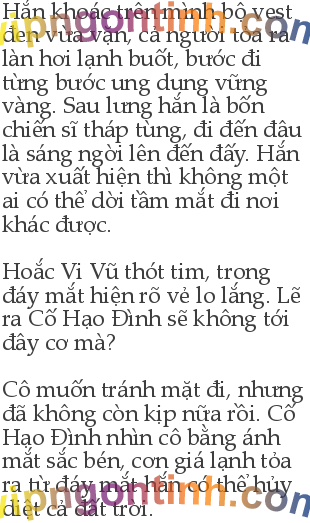 Hắn khoác trên mình bộ vest
đen vừa vặn, cả người tỏa ra
làn hơi lạnh buốt, bước đi
từng bước ung dung vững
vàng. Sau lưng hắn là bốn
chiến sĩ tháp tùng, đi đến đâu
là sáng ngời lên đến đấy. Hắn
vừa xuất hiện thì không một
ai có thể dời tầm mắt đi nơi
khác được.
Hoắc Vi Vũ thót tim, trong
đáy mắt hiện rõ vẻ lo lắng. Lẽ
ra Cố Hạo Đình sẽ không tới
đây cơ mà?
Cô muốn tránh mặt đi, nhưng
đã không còn kịp nữa rồi. Cố
Hạo Đình nhìn cô bằng ánh
mắt sắc bén, cơn giá lạnh tỏa
ra từ đáy mắt hắn có thể hủy
diệt cả đất trời.